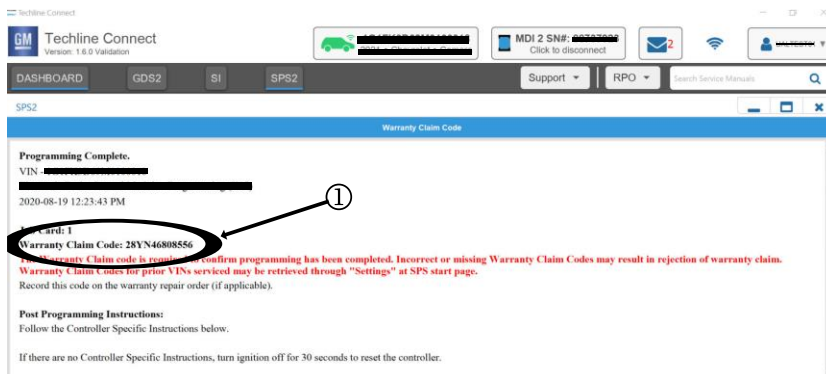 Techline Connect
GM Techline Connect
Version: 1.6.0 Validation
MDI 2 SN#:
Click to disconnect
2
DASHBOARD GDS2 SI SPS2 Support RPO Search Service Manuals
SPS2
Warranty Claim Code
Programming Complete.
VIN -
2020-08-19 12:23:43 PM
1
Card: 1
Warranty Claim Code: 28YN46808556
The Warranty Claim code is required to confirm programming has been completed. Incorrect or missing Warranty Claim Codes may result in rejection of warranty claim.
Warranty Claim Codes for prior VINs serviced may be retrieved through "Settings" at SPS start page.
Record this code on the warranty repair order (if applicable).
Post Programming Instructions:
Follow the Controller Specific Instructions below.
If there are no Controller Specific Instructions, turn ignition off for 30 seconds to reset the controller.